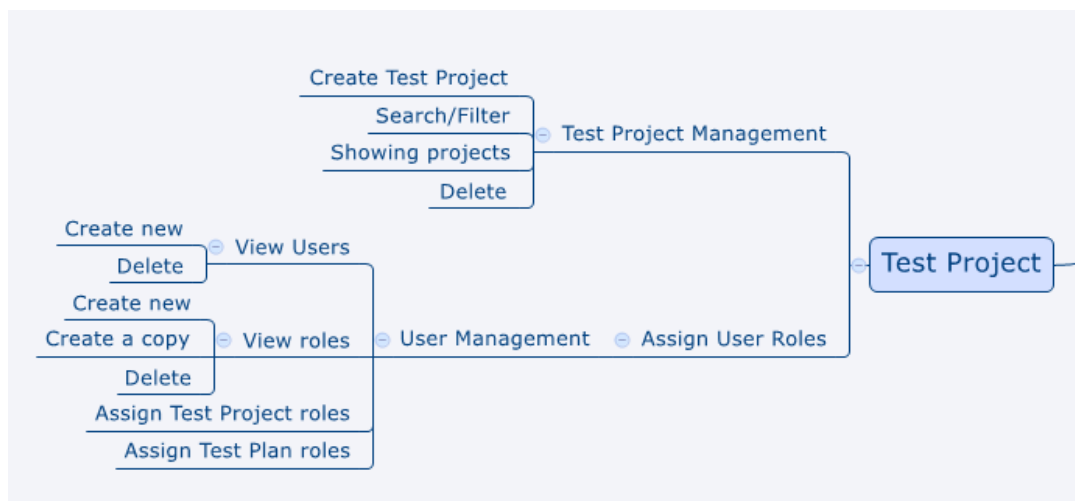 Create Test Project
Search/Filter
Showing projects
Delete
Test Project Management
Create new
Delete
View Users
Create new
Create a copy
Delete
View roles
Assign Test Project roles
Assign Test Plan roles
User Management
Assign User Roles
Test Project